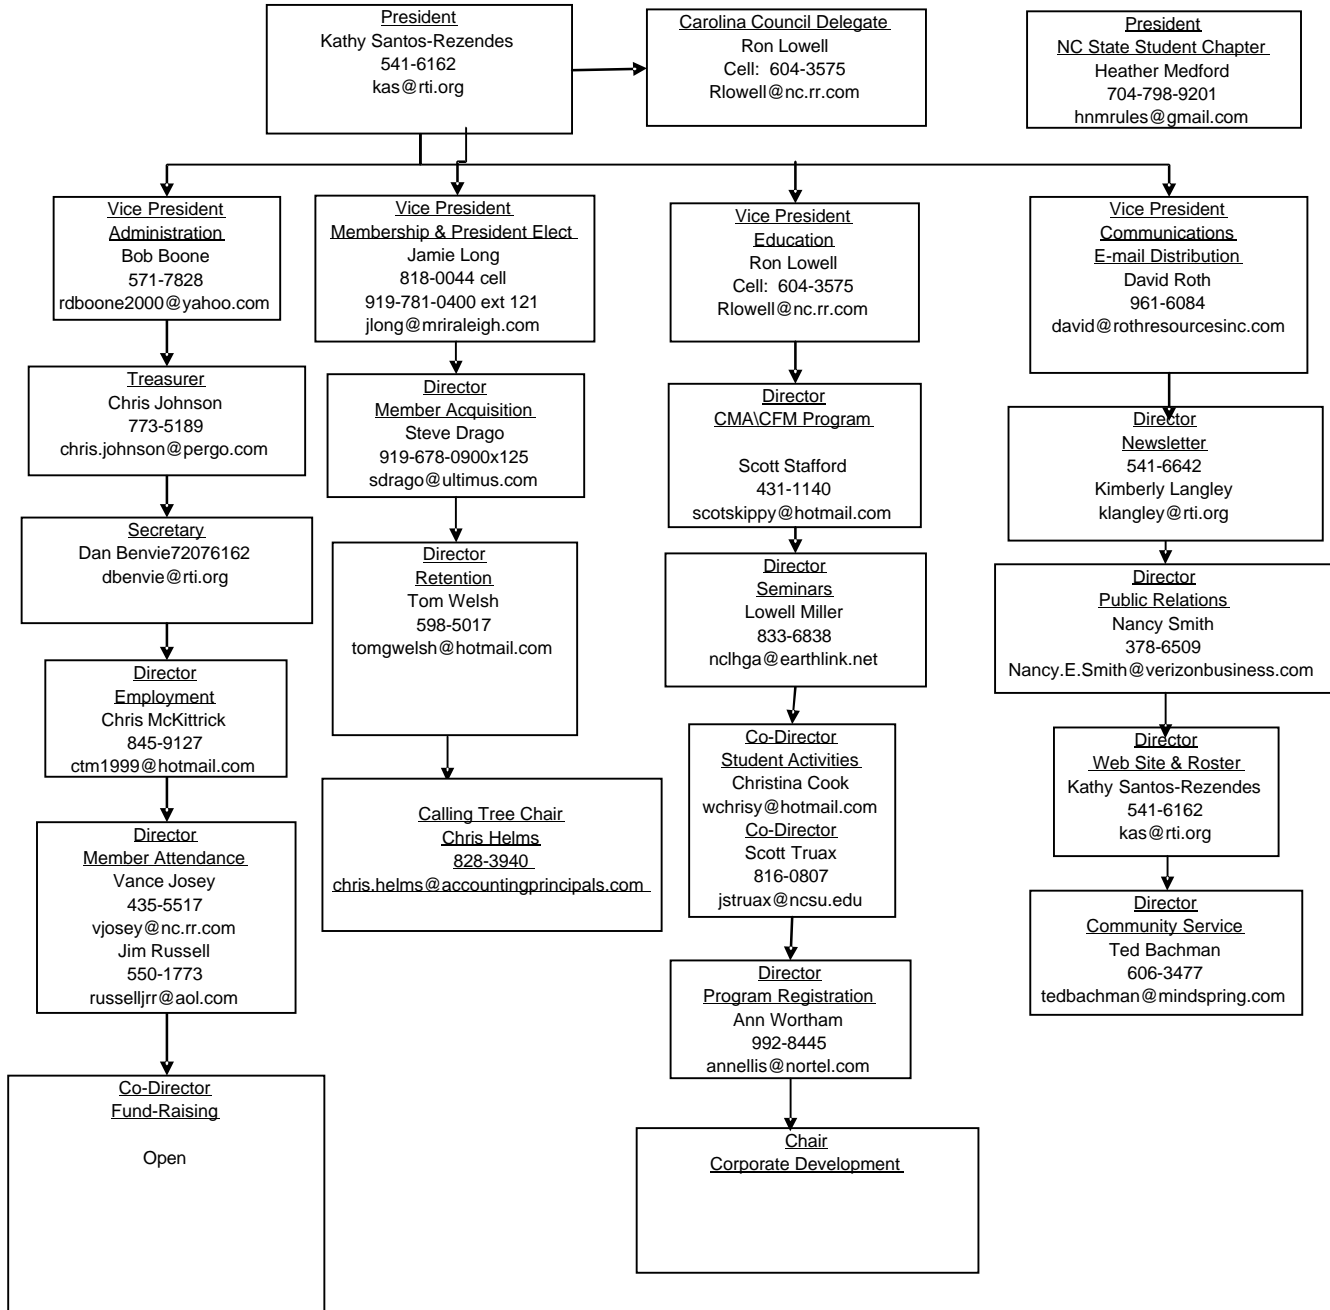 President
Kathy Santos-Rezendes
541-6162
kas@rti.org
Carolina Council Delegate
Ron Lowell
Cell:  604-3575
Rlowell@nc.rr.com
President
NC State Student Chapter
Heather Medford
704-798-9201
hnmrules@gmail.com
Vice President
Administration
Bob Boone
571-7828
rdboone2000@yahoo.com
Treasurer
Chris Johnson
773-5189
chris.johnson@pergo.com
Secretary
Dan Benvie72076162
dbenvie@rti.org
Director
Employment
Chris McKittrick
845-9127
ctm1999@hotmail.com
Director
Member Attendance
Vance Josey
435-5517
vjosey@nc.rr.com
Jim Russell
550-1773
russelljrr@aol.com
Co-Director
Fund-Raising
Open
Vice President
Membership & President Elect
Jamie Long
818-0044 cell
919-781-0400 ext 121
jlong@mriraleigh.com
Director
Member Acquisition
Steve Drago
919-678-0900x125
sdrago@ultimus.com
Director
Retention
Tom Welsh
598-5017
tomgwelsh@hotmail.com
Calling Tree Chair
Chris Helms
828-3940
chris.helms@accountingprincipals.com
Vice President
Education
Ron Lowell
Cell:  604-3575
Rlowell@nc.rr.com
Director
CMA\CFM Program
Scott Stafford
431-1140
scotskippy@hotmail.com
Director
Seminars
Lowell Miller
833-6838
nclhga@earthlink.net
Co-Director
Student Activities
Christina Cook
wchrisy@hotmail.com
Co-Director
Scott Truax
816-0807
jstruax@ncsu.edu
Director
Program Registration
Ann Wortham
992-8445
annellis@nortel.com
Chair
Corporate Development
Vice President
Communications
E-mail Distribution
David Roth
961-6084
david@rothresourcesinc.com
Director
Newsletter
541-6642
Kimberly Langley
klangley@rti.org
Director
Public Relations
Nancy Smith
378-6509
Nancy.E.Smith@verizonbusiness.com
Director
Web Site & Roster
Kathy Santos-Rezendes
541-6162
kas@rti.org
Director
Community Service
Ted Bachman
606-3477
tedbachman@mindspring.com